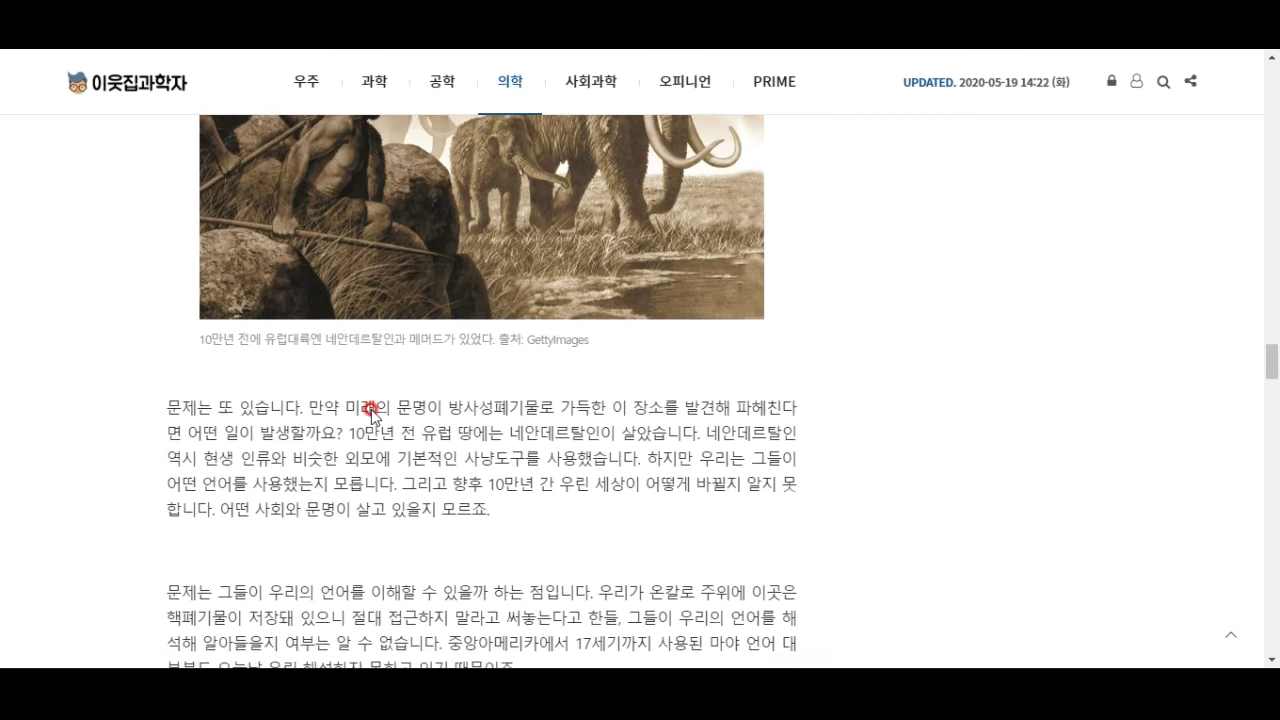 이웃집과학자
우주 과학 공학 의학 사회과학 오피니언 PRIME
UPDATED. 2020-05-19 14:22 (화)
10만년 전에 유럽대륙엔 네안데르탈인과 메머드가 있었다. 출처: GettyImages
문제는 또 있습니다. 만약 미래의 문명이 방사성폐기물로 가득한 이 장소를 발견해 파헤친다
면 어떤 일이 발생할까요? 10만년 전 유럽 땅에는 네안데르탈인이 살았습니다. 네안데르탈인
역시 현생 인류와 비슷한 외모에 기본적인 사냥도구를 사용했습니다. 하지만 우리는 그들이
어떤 언어를 사용했는지 모릅니다. 그리고 향후 10만년 간 우린 세상이 어떻게 바뀔지 알지 못
합니다. 어떤 사회와 문명이 살고 있을지 모르죠.
문제는 그들이 우리의 언어를 이해할 수 있을까 하는 점입니다. 우리가 온칼로 주위에 이곳은
핵폐기물이 저장돼 있으니 절대 접근하지 말라고 써놓는다고 한들, 그들이 우리의 언어를 해
석해 알아들을지 여부는 알 수 없습니다. 중앙아메리카에서 17세기까지 사용된 마야 언어 대